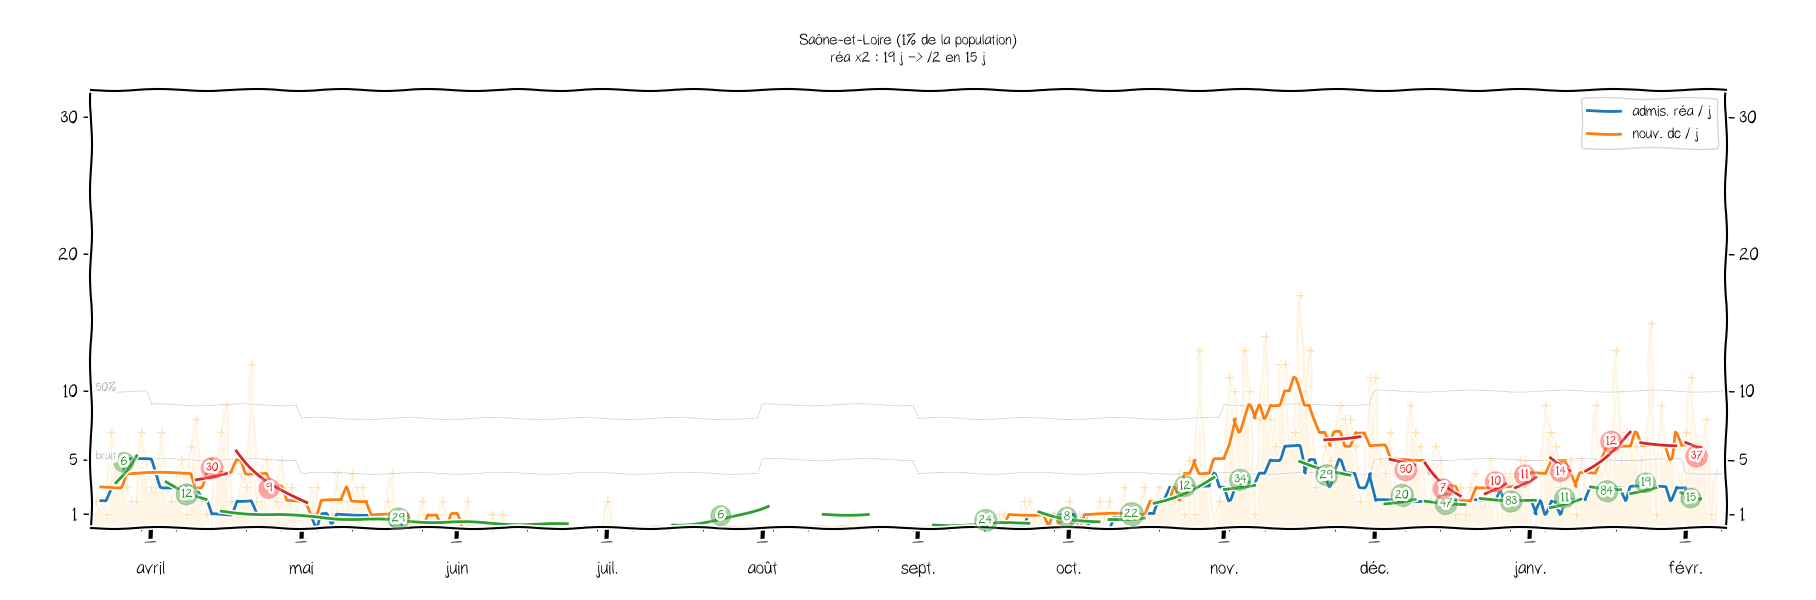 Saône-et-Loire (1% de la population)
réa x2 : 19 j -> /2 en 15 j
admis. réa / j
nouv. dc / j
30
30
20
20
10
10
5
5
1
1
50%
bruit
6
12
30
9
29
6
24
8
22
12
34
29
50
20
7
47
10
83
11
14
11
12
84
19
37
15
avril
mai
juin
juil.
août
sept.
oct.
nov.
déc.
janv.
févr.